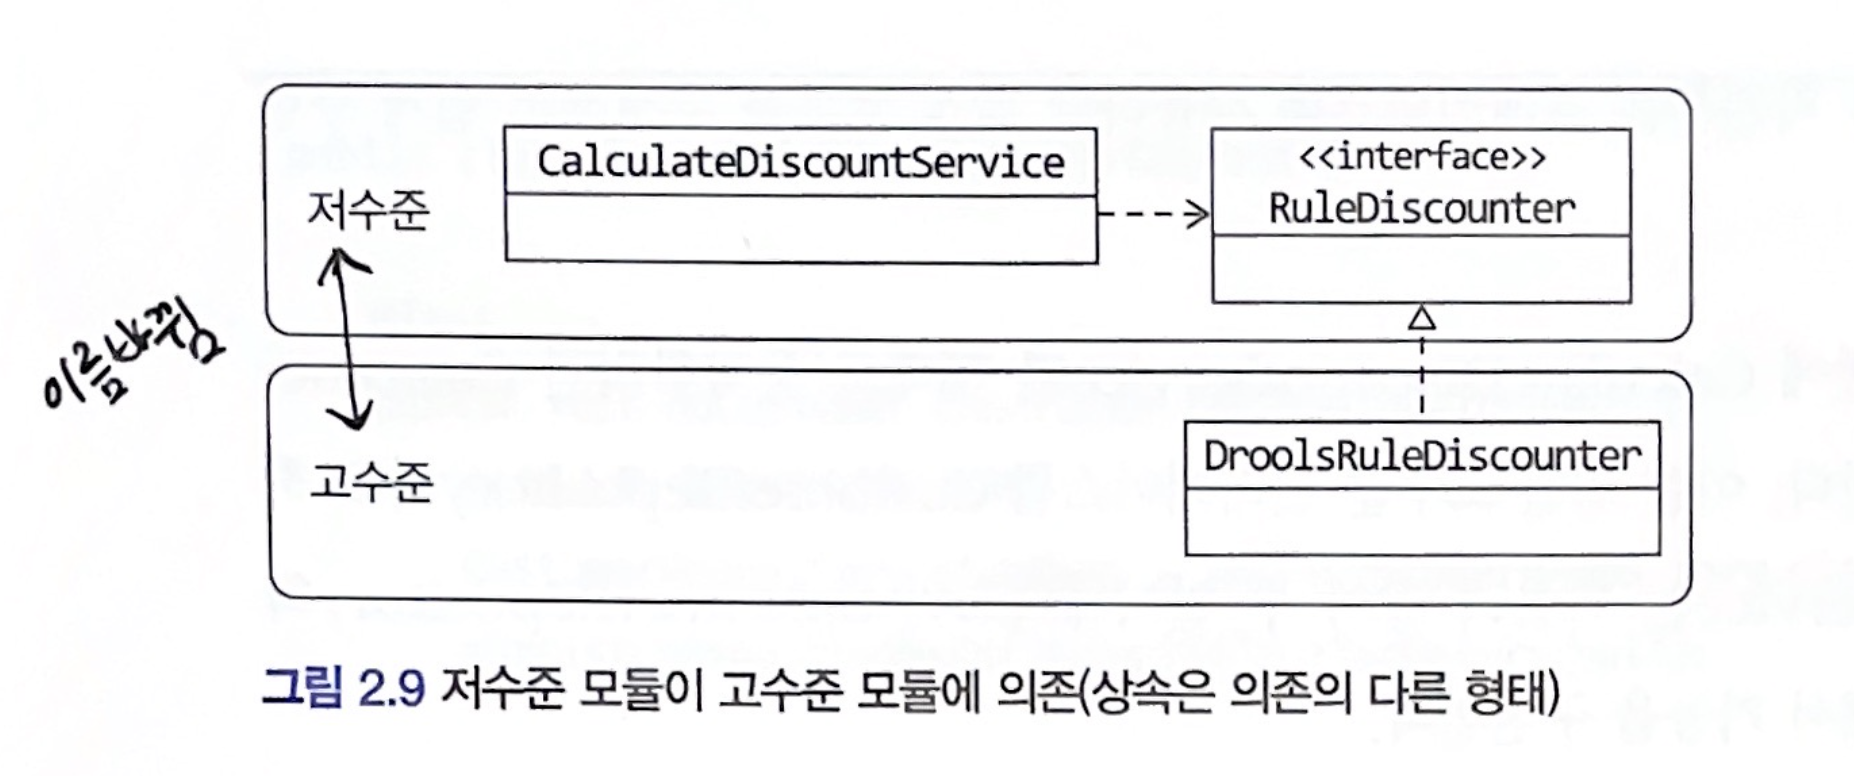 CalculateDiscountService
<<interface>>
RuleDiscounter
저수준
이름바뀜
고수준
DroolsRuleDiscounter
그림 2.9 저수준 모듈이 고수준 모듈에 의존(상속은 의존의 다른 형태)